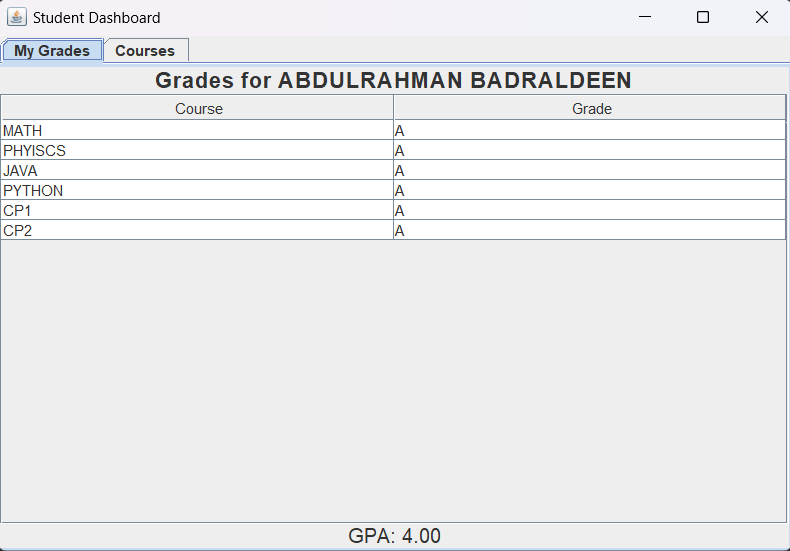 Student Dashboard
My Grades Courses
Grades for ABDULRAHMAN BADRALDEEN
Course Grade
MATH A
PHYISCS A
JAVA A
PYTHON A
CP1 A
CP2 A
GPA: 4.00